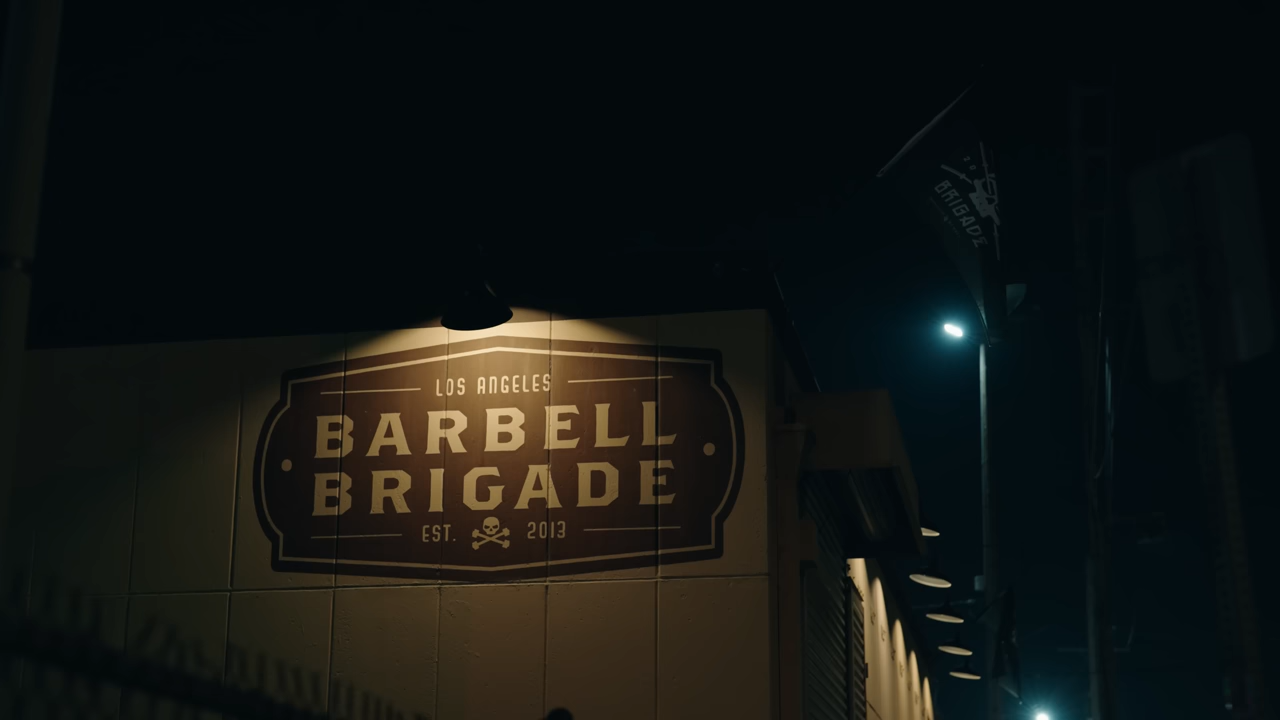 LOS ANGELES
BARBELL
BRIGADE
EST. 2013
BRIGADE